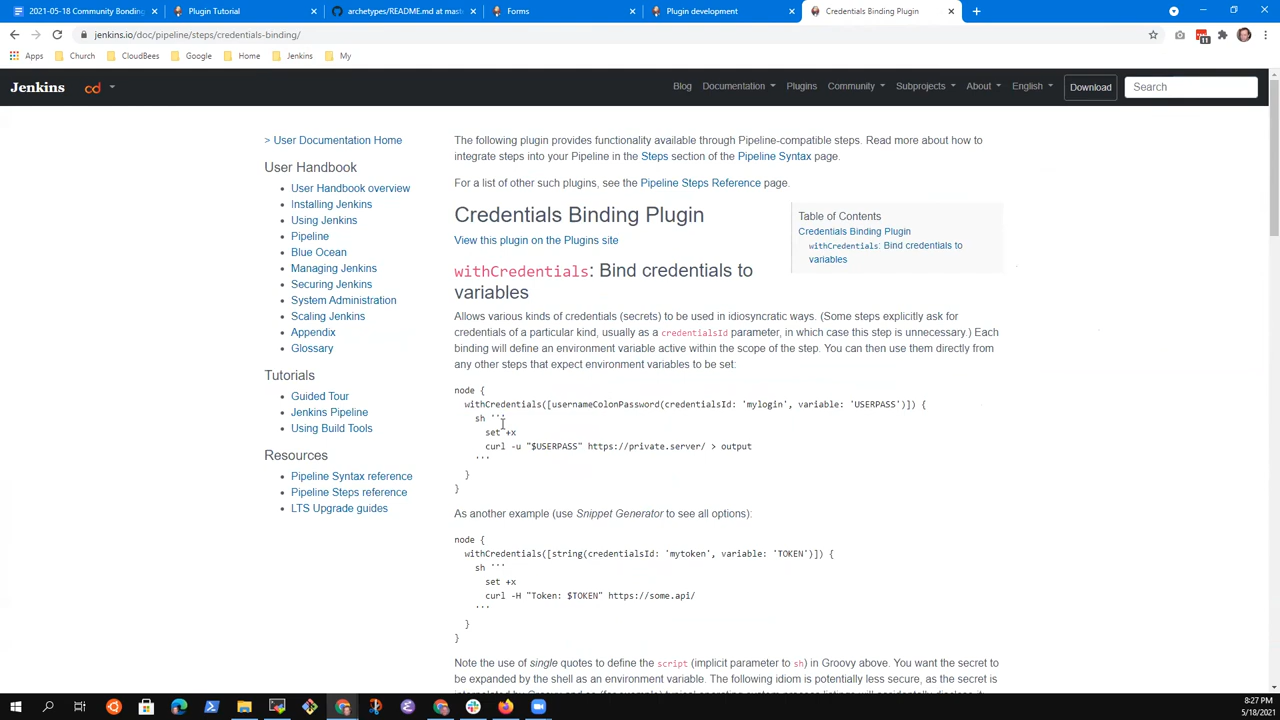 2021-05-18 Community Bonding
Plugin Tutorial
archetypes/README.md at mast
Forms
Plugin development
Credentials Binding Plugin
jenkins.io/doc/pipeline/steps/credentials-binding/
11
Apps
Church
CloudBees
Google
Home
Jenkins
My
Jenkins
cd
Blog
Documentation
Plugins
Community
Subprojects
About
English
Download
Search
> User Documentation Home
User Handbook
User Handbook overview
Installing Jenkins
Using Jenkins
Pipeline
Blue Ocean
Managing Jenkins
Securing Jenkins
System Administration
Scaling Jenkins
Appendix
Glossary
Tutorials
Guided Tour
Jenkins Pipeline
Using Build Tools
Resources
Pipeline Syntax reference
Pipeline Steps reference
LTS Upgrade guides
The following plugin provides functionality available through Pipeline-compatible steps. Read more about how to
integrate steps into your Pipeline in the Steps section of the Pipeline Syntax page.
For a list of other such plugins, see the Pipeline Steps Reference page.
Credentials Binding Plugin
View this plugin on the Plugins site
Table of Contents
Credentials Binding Plugin
withCredentials: Bind credentials to
variables
withCredentials: Bind credentials to
variables
Allows various kinds of credentials (secrets) to be used in idiosyncratic ways. (Some steps explicitly ask for
credentials of a particular kind, usually as a credentialsId parameter, in which case this step is unnecessary.) Each
binding will define an environment variable active within the scope of the step. You can then use them directly from
any other steps that expect environment variables to be set:
node {
withCredentials([usernameColonPassword(credentialsId: 'mylogin', variable: 'USERPASS')]) {
sh '''
set +x
curl -u "$USERPASS" https://private.server/ > output
'''
}
}
As another example (use Snippet Generator to see all options):
node {
withCredentials([string(credentialsId: 'mytoken', variable: 'TOKEN')]) {
sh '''
set +x
curl -H "Token: $TOKEN" https://some.api/
'''
}
}
Note the use of single quotes to define the script (implicit parameter to sh) in Groovy above. You want the secret to
be expanded by the shell as an environment variable. The following idiom is potentially less secure, as the secret is
8:27 PM
5/18/2021